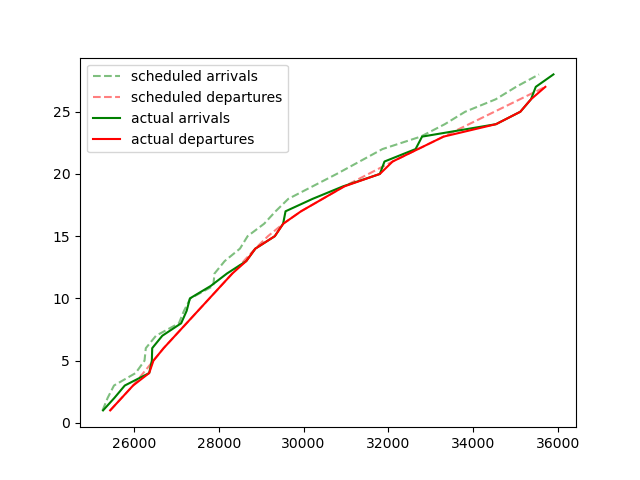 scheduled arrivals
scheduled departures
actual arrivals
actual departures
25
20
15
10
5
0
26000 28000 30000 32000 34000 36000